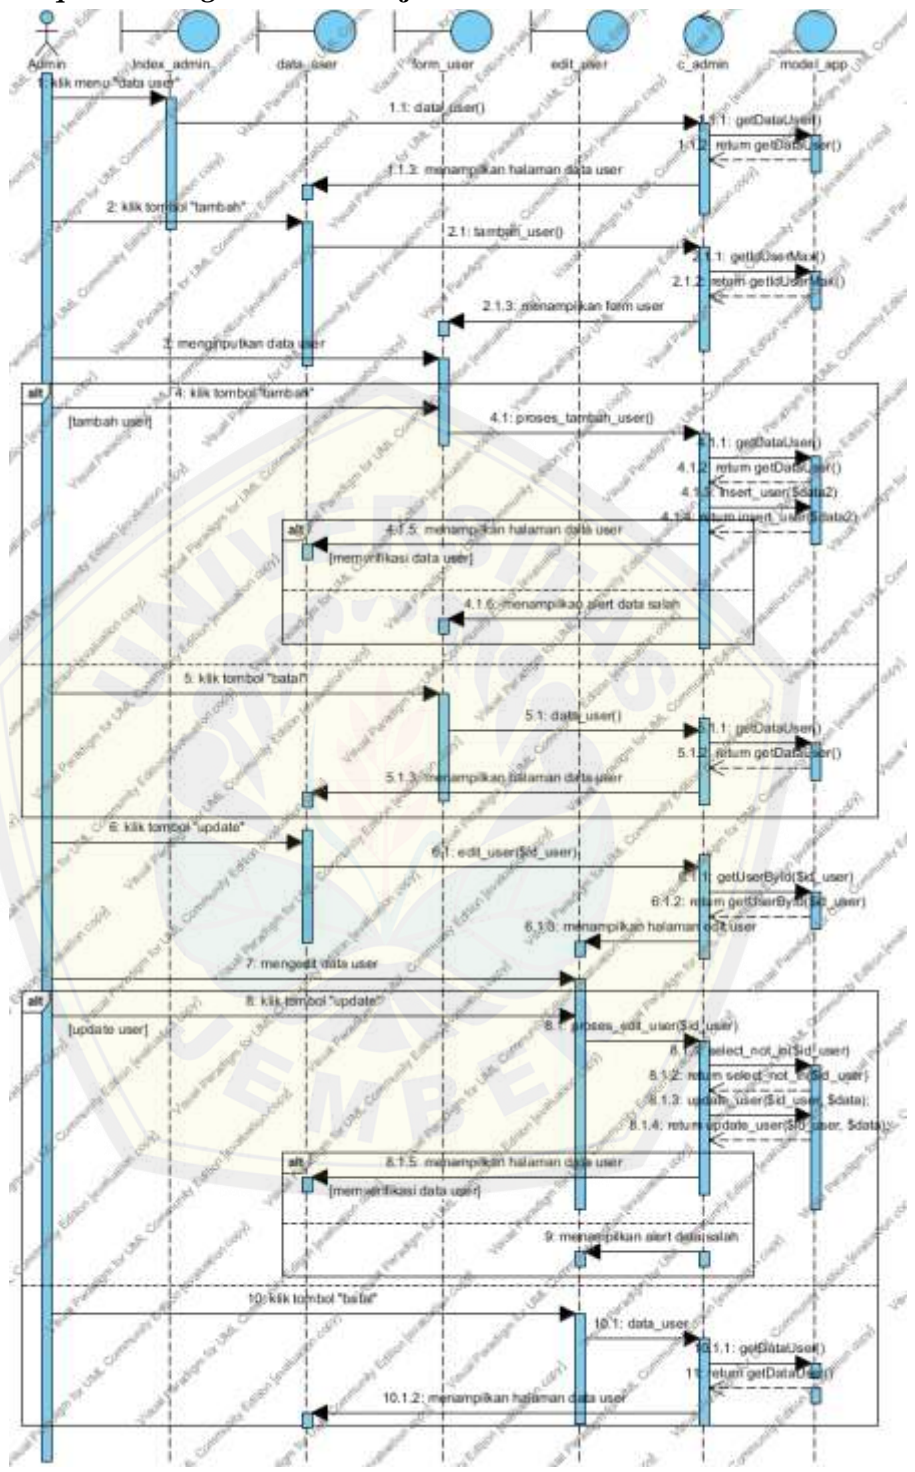 Admin
Index_admin
data_user
form_user
edit_user
c_admin
model_app
1: klik menu "data user"
1.1: data_user()
1.1.1: getDataUser()
1.1.2: return getDataUser()
1.1.3: menampilkan halaman data user
2: klik tombol "tambah"
2.1: tambah_user()
2.1.1: getIdUserMax()
2.1.2: return getIdUserMax()
2.1.3: menampilkan form user
3: menginputkan data user
alt
4: klik tombol "tambah"
[tambah user]
4.1: proses_tambah_user()
4.1.1: getDataUser()
4.1.2: return getDataUser()
4.1.3: insert_user($data2)
4.1.4: return insert_user($data2)
alt
4.1.5: menampilkan halaman data user
[memverifikasi data user]
4.1.6: menampilkan alert data salah
5: klik tombol "batal"
5.1: data_user()
5.1.1: getDataUser()
5.1.2: return getDataUser()
5.1.3: menampilkan halaman data user
6: klik tombol "update"
6.1: edit_user($id_user)
6.1.1: getUserById($id_user)
6.1.2: return getUserById($id_user)
6.1.3: menampilkan halaman edit user
7: mengedit data user
alt
8: klik tombol "update"
[update user]
8.1: proses_edit_user($id_user)
8.1.1: select_not_in($id_user)
8.1.2: return select_not_in($id_user)
8.1.3: update_user($id_user, $data);
8.1.4: return update_user($id_user, $data);
alt
8.1.5: menampilkan halaman data user
[memverifikasi data user]
9: menampilkan alert data salah
10: klik tombol "batal"
10.1: data_user
10.1.1: getDataUser()
11: return getDataUser()
10.1.2: menampilkan halaman data user
UNIVERSITAS
JEMBER
Visual Paradigm for UML Community Edition [evaluation copy]